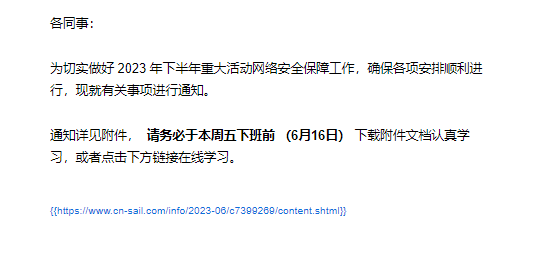 各同事：
为切实做好 2023 年下半年重大活动网络安全保障工作，确保各项安排顺利进
行，现就有关事项进行通知。
通知详见附件， 请务必于本周五下班前 （6月16日） 下载附件文档认真学
习，或者点击下方链接在线学习。
{{https://www.cn-sail.com/info/2023-06/c7399269/content.shtml}}